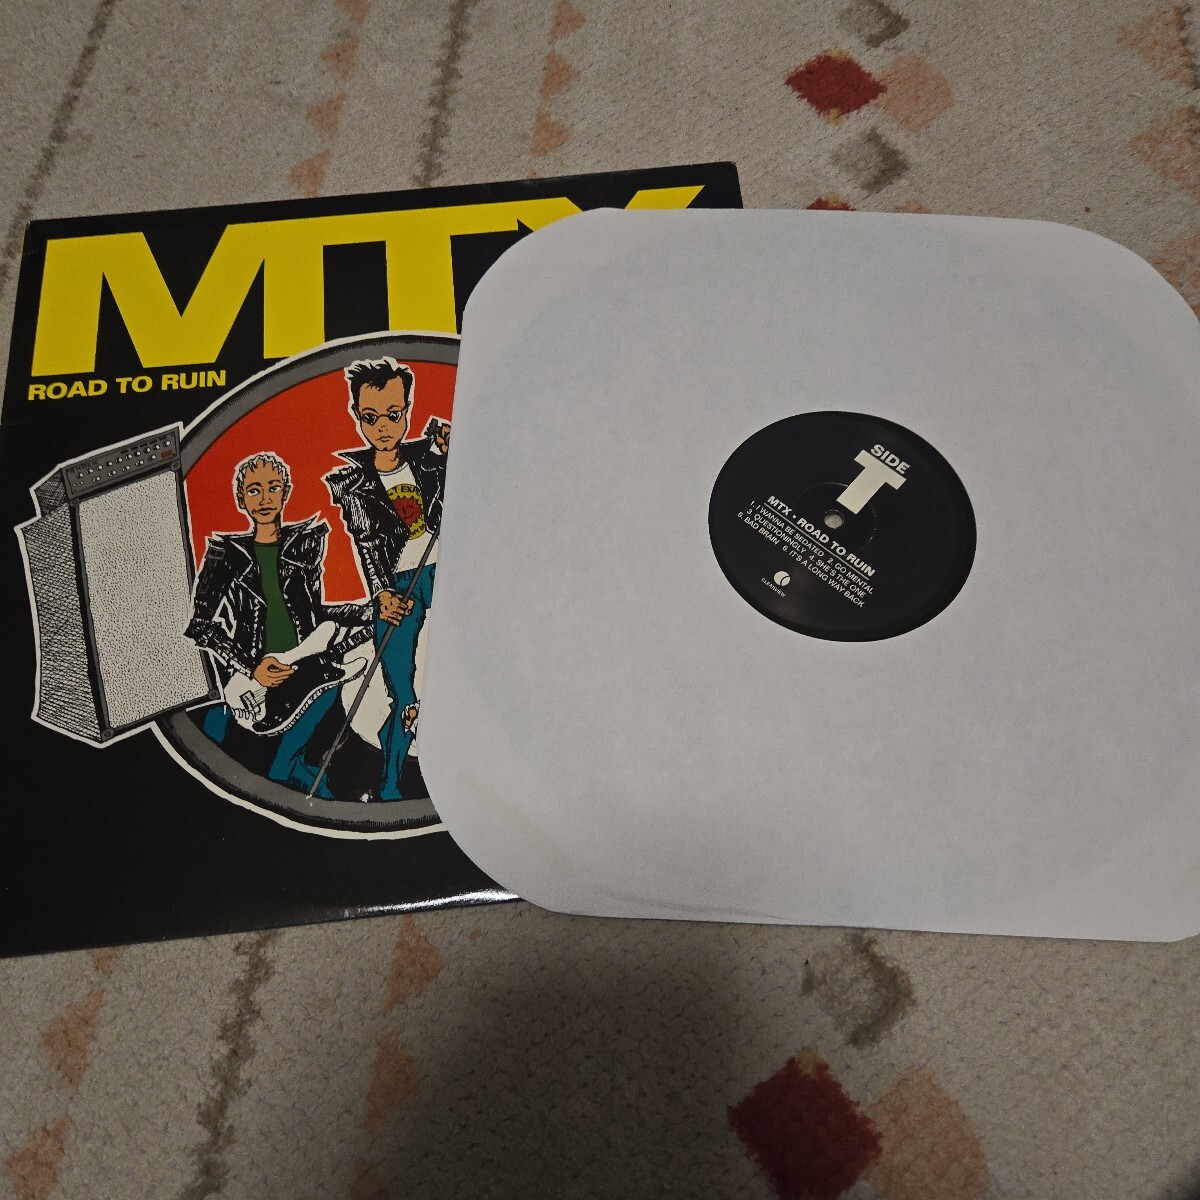 MTX
ROAD TO RUIN
SIDE
T
MTX • ROAD TO RUIN
1. I WANNA BE SEDATED 2. GO MENTAL
3. QUESTIONINGLY 4. SHE'S THE ONE
5. BAD BRAIN 6. IT'S A LONG WAY BACK
CLEARVIEW